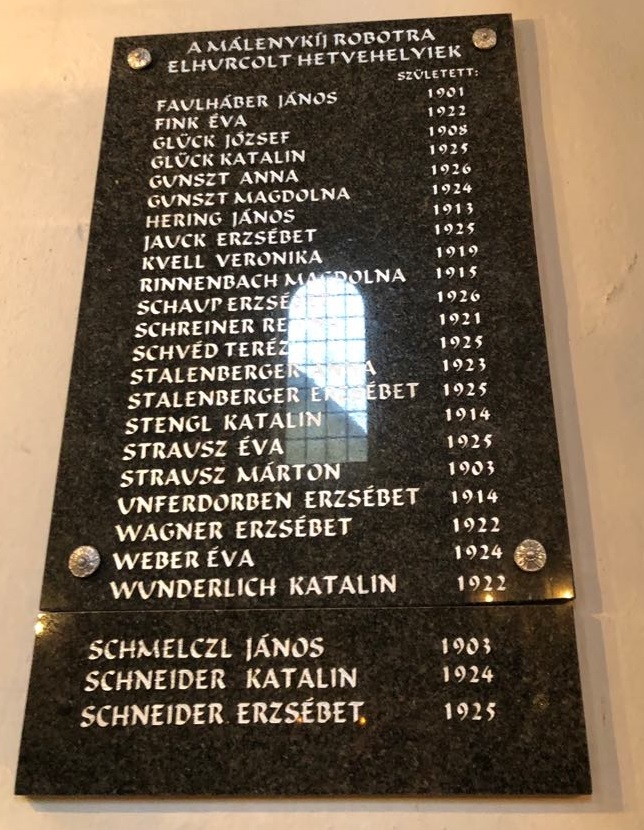 A MÁLENYKÍJ ROBOTRA
ELHURCOLT HETVEHELYIEK
SZÜLETETT:
FAULHÁBER JÁNOS 1901
FINK ÉVA 1922
GLÜCK JÓZSEF 1908
GLÜCK KATALIN 1925
GUNSZT ANNA 1926
GUNSZT MAGDOLNA 1924
HERING JÁNOS 1913
JAUCK ERZSÉBET 1925
KVELL VERONIKA 1919
RINNENBACH MAGDOLNA 1915
SCHAUP 1926
SCHREINER 1921
SCHVÉD 1925
STALENBERGER 1923
STALENBERGER ERZSÉBET 1925
STENGL KATALIN 1914
STRAUSZ ÉVA 1925
STRAUSZ MÁRTON 1903
UNFERDORBEN ERZSÉBET 1914
WAGNER ERZSÉBET 1922
WEBER ÉVA 1924
WUNDERLICH KATALIN 1922
SCHMELCZL JÁNOS 1903
SCHNEIDER KATALIN 1924
SCHNEIDER ERZSÉBET 1925